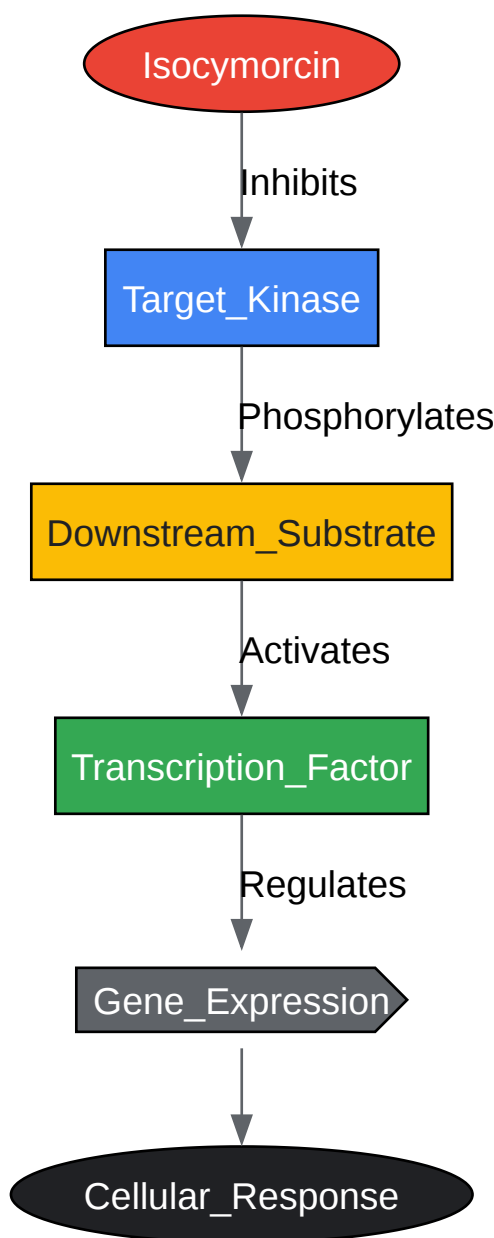 Isocymorcin
Inhibits
Target_Kinase
Phosphorylates
Downstream_Substrate
Activates
Transcription_Factor
Regulates
Gene_Expression
Cellular_Response